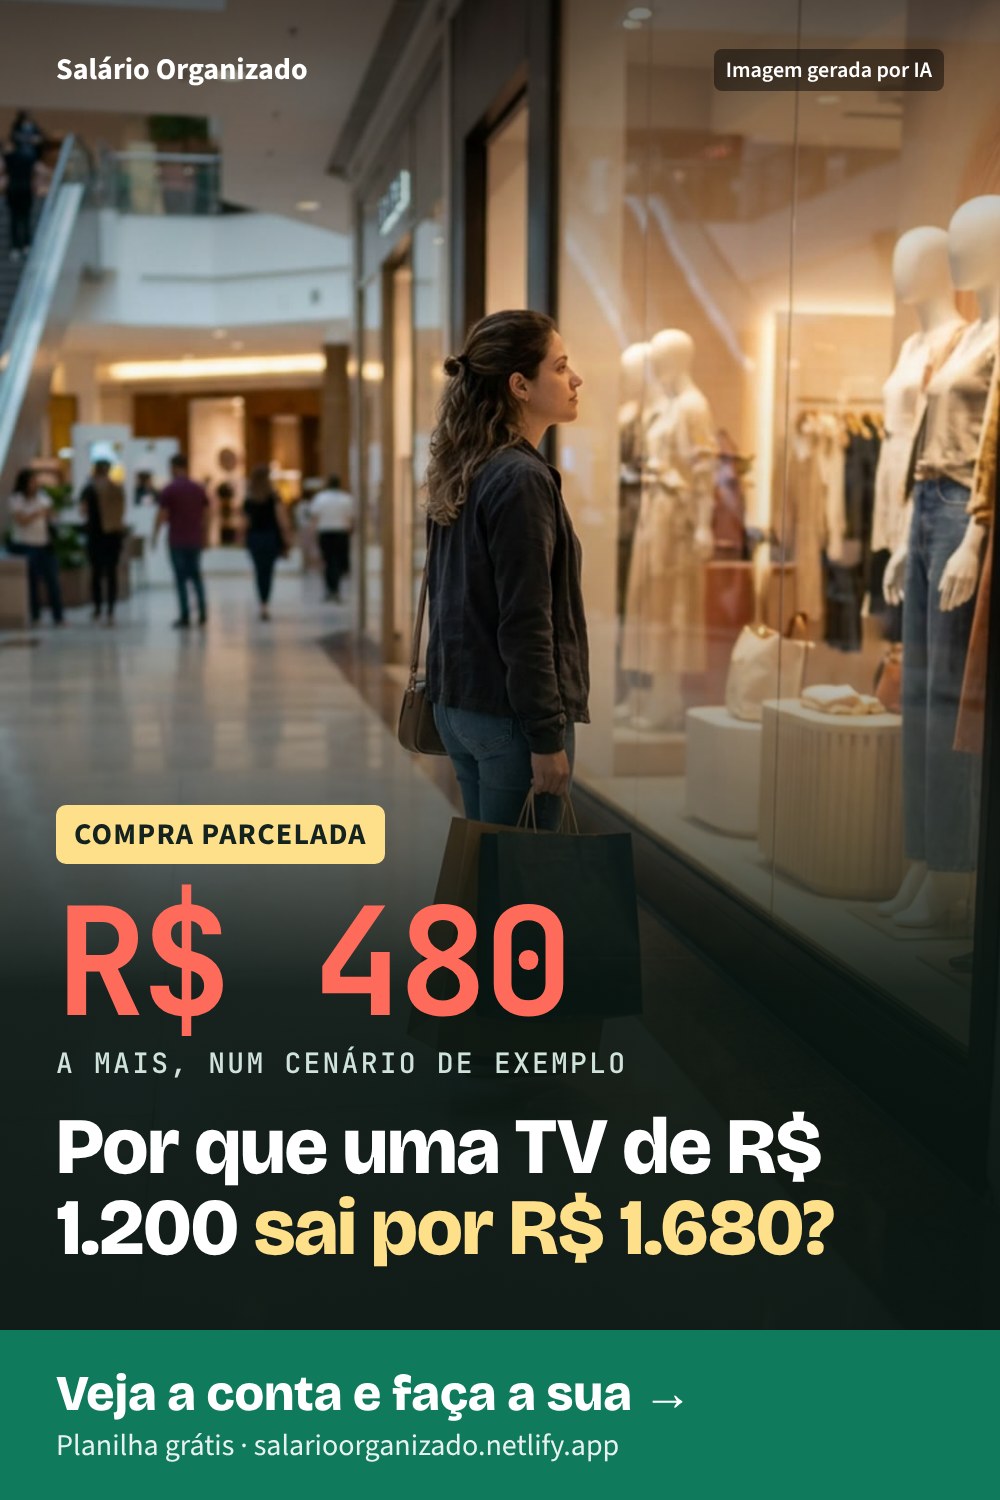 Salário Organizado
Imagem gerada por IA
COMPRA PARCELADA
R$ 480
A MAIS, NUM CENÁRIO DE EXEMPLO
Por que uma TV de R$
1.200 sai por R$ 1.680?
Veja a conta e faça a sua →
Planilha grátis · salarioorganizado.netlify.app